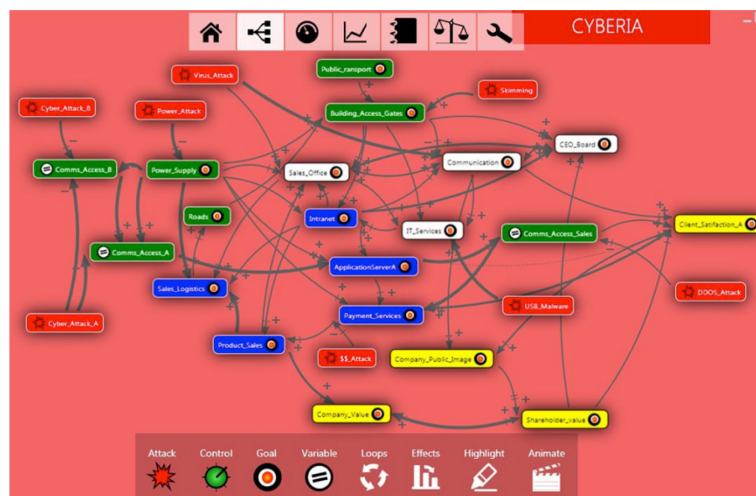 CYBERIA
Virus_Attack
Public_ransport
Cyber_Attack_B
Power_Attack
Building_Access_Gates
Skimming
CEO_Board
Comms_Access_B
Power_Supply
Sales_Office
Communication
Roads
Intranet
IT_Services
Comms_Access_Sales
Client_Satifaction_A
Comms_Access_A
ApplicationServerA
Sales_Logistics
DDOS_Attack
USB_Malware
Cyber_Attack_A
Payment_Services
Product_Sales
$$_Attack
Company_Public_Image
Company_Value
Shareholder_value
Attack Control Goal Variable Loops Effects Highlight Animate